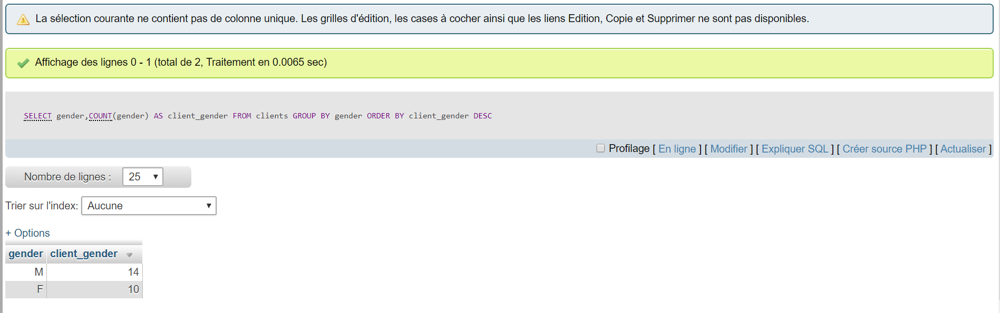 La sélection courante ne contient pas de colonne unique. Les grilles d'édition, les cases à cocher ainsi que les liens Edition, Copie et Supprimer ne sont pas disponibles.
Affichage des lignes 0 - 1 (total de 2, Traitement en 0.0065 sec)
SELECT gender,COUNT(gender) AS client_gender FROM clients GROUP BY gender ORDER BY client_gender DESC
Profilage [ En ligne ] [ Modifier ] [ Expliquer SQL ] [ Créer source PHP ] [ Actualiser ]
Nombre de lignes : 25
Trier sur l'index: Aucune
+ Options
gender client_gender
M 14
F 10